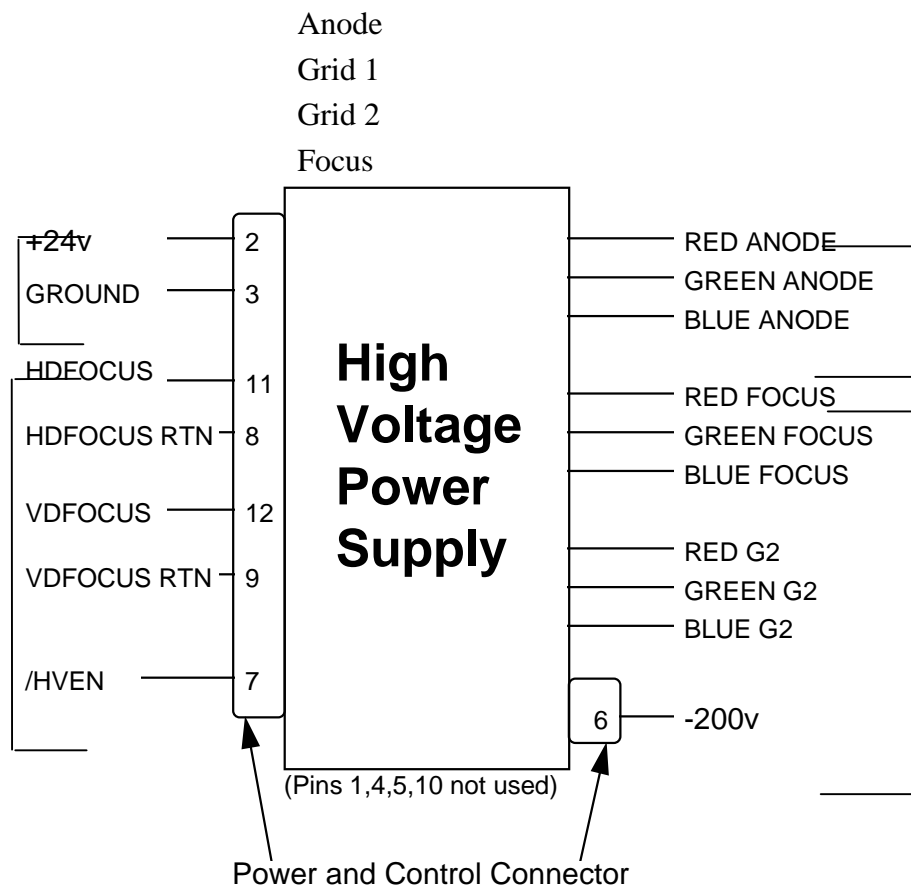 Anode
Grid 1
Grid 2
Focus
+24v
2
GROUND
3
HDFOCUS
11
HDFOCUS RTN
8
VDFOCUS
12
VDFOCUS RTN
9
/HVEN
7
High
Voltage
Power
Supply
RED ANODE
GREEN ANODE
BLUE ANODE
RED FOCUS
GREEN FOCUS
BLUE FOCUS
RED G2
GREEN G2
BLUE G2
6
-200v
(Pins 1,4,5,10 not used)
Power and Control Connector